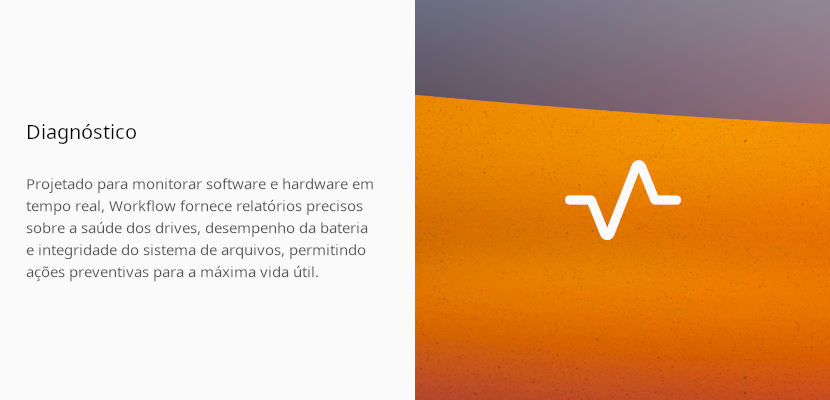 Diagnóstico
Projetado para monitorar software e hardware em
tempo real, Workflow fornece relatórios precisos
sobre a saúde dos drives, desempenho da bateria
e integridade do sistema de arquivos, permitindo
ações preventivas para a máxima vida útil.